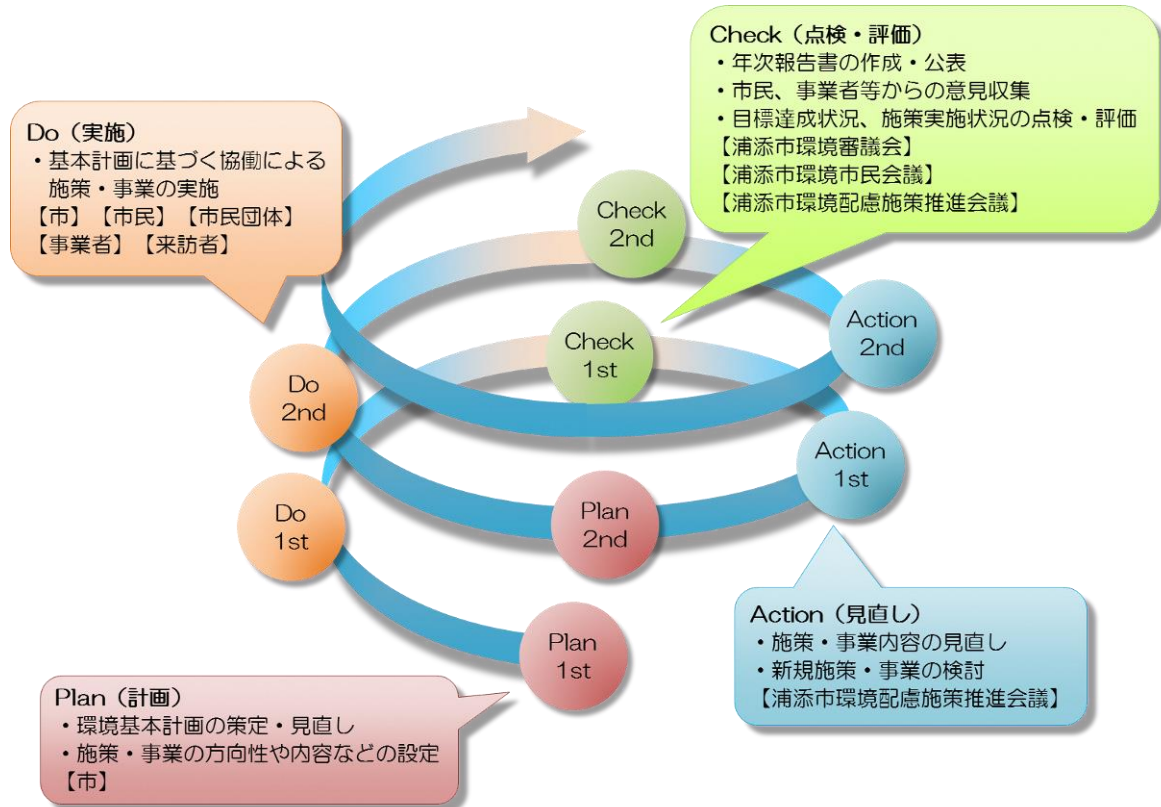 Check（点検・評価）
・年次報告書の作成・公表
・市民、事業者等からの意見収集
・目標達成状況、施策実施状況の点検・評価
【浦添市環境審議会】
【浦添市環境市民会議】
【浦添市環境配慮施策推進会議】
Do（実施）
・基本計画に基づく協働による
施策・事業の実施
【市】【市民】【市民団体】
【事業者】【来訪者】
Check
2nd
Action
2nd
Check
1st
Do
2nd
Action
1st
Plan
2nd
Do
1st
Plan
1st
Action（見直し）
・施策・事業内容の見直し
・新規施策・事業の検討
【浦添市環境配慮施策推進会議】
Plan（計画）
・環境基本計画の策定・見直し
・施策・事業の方向性や内容などの設定
【市】